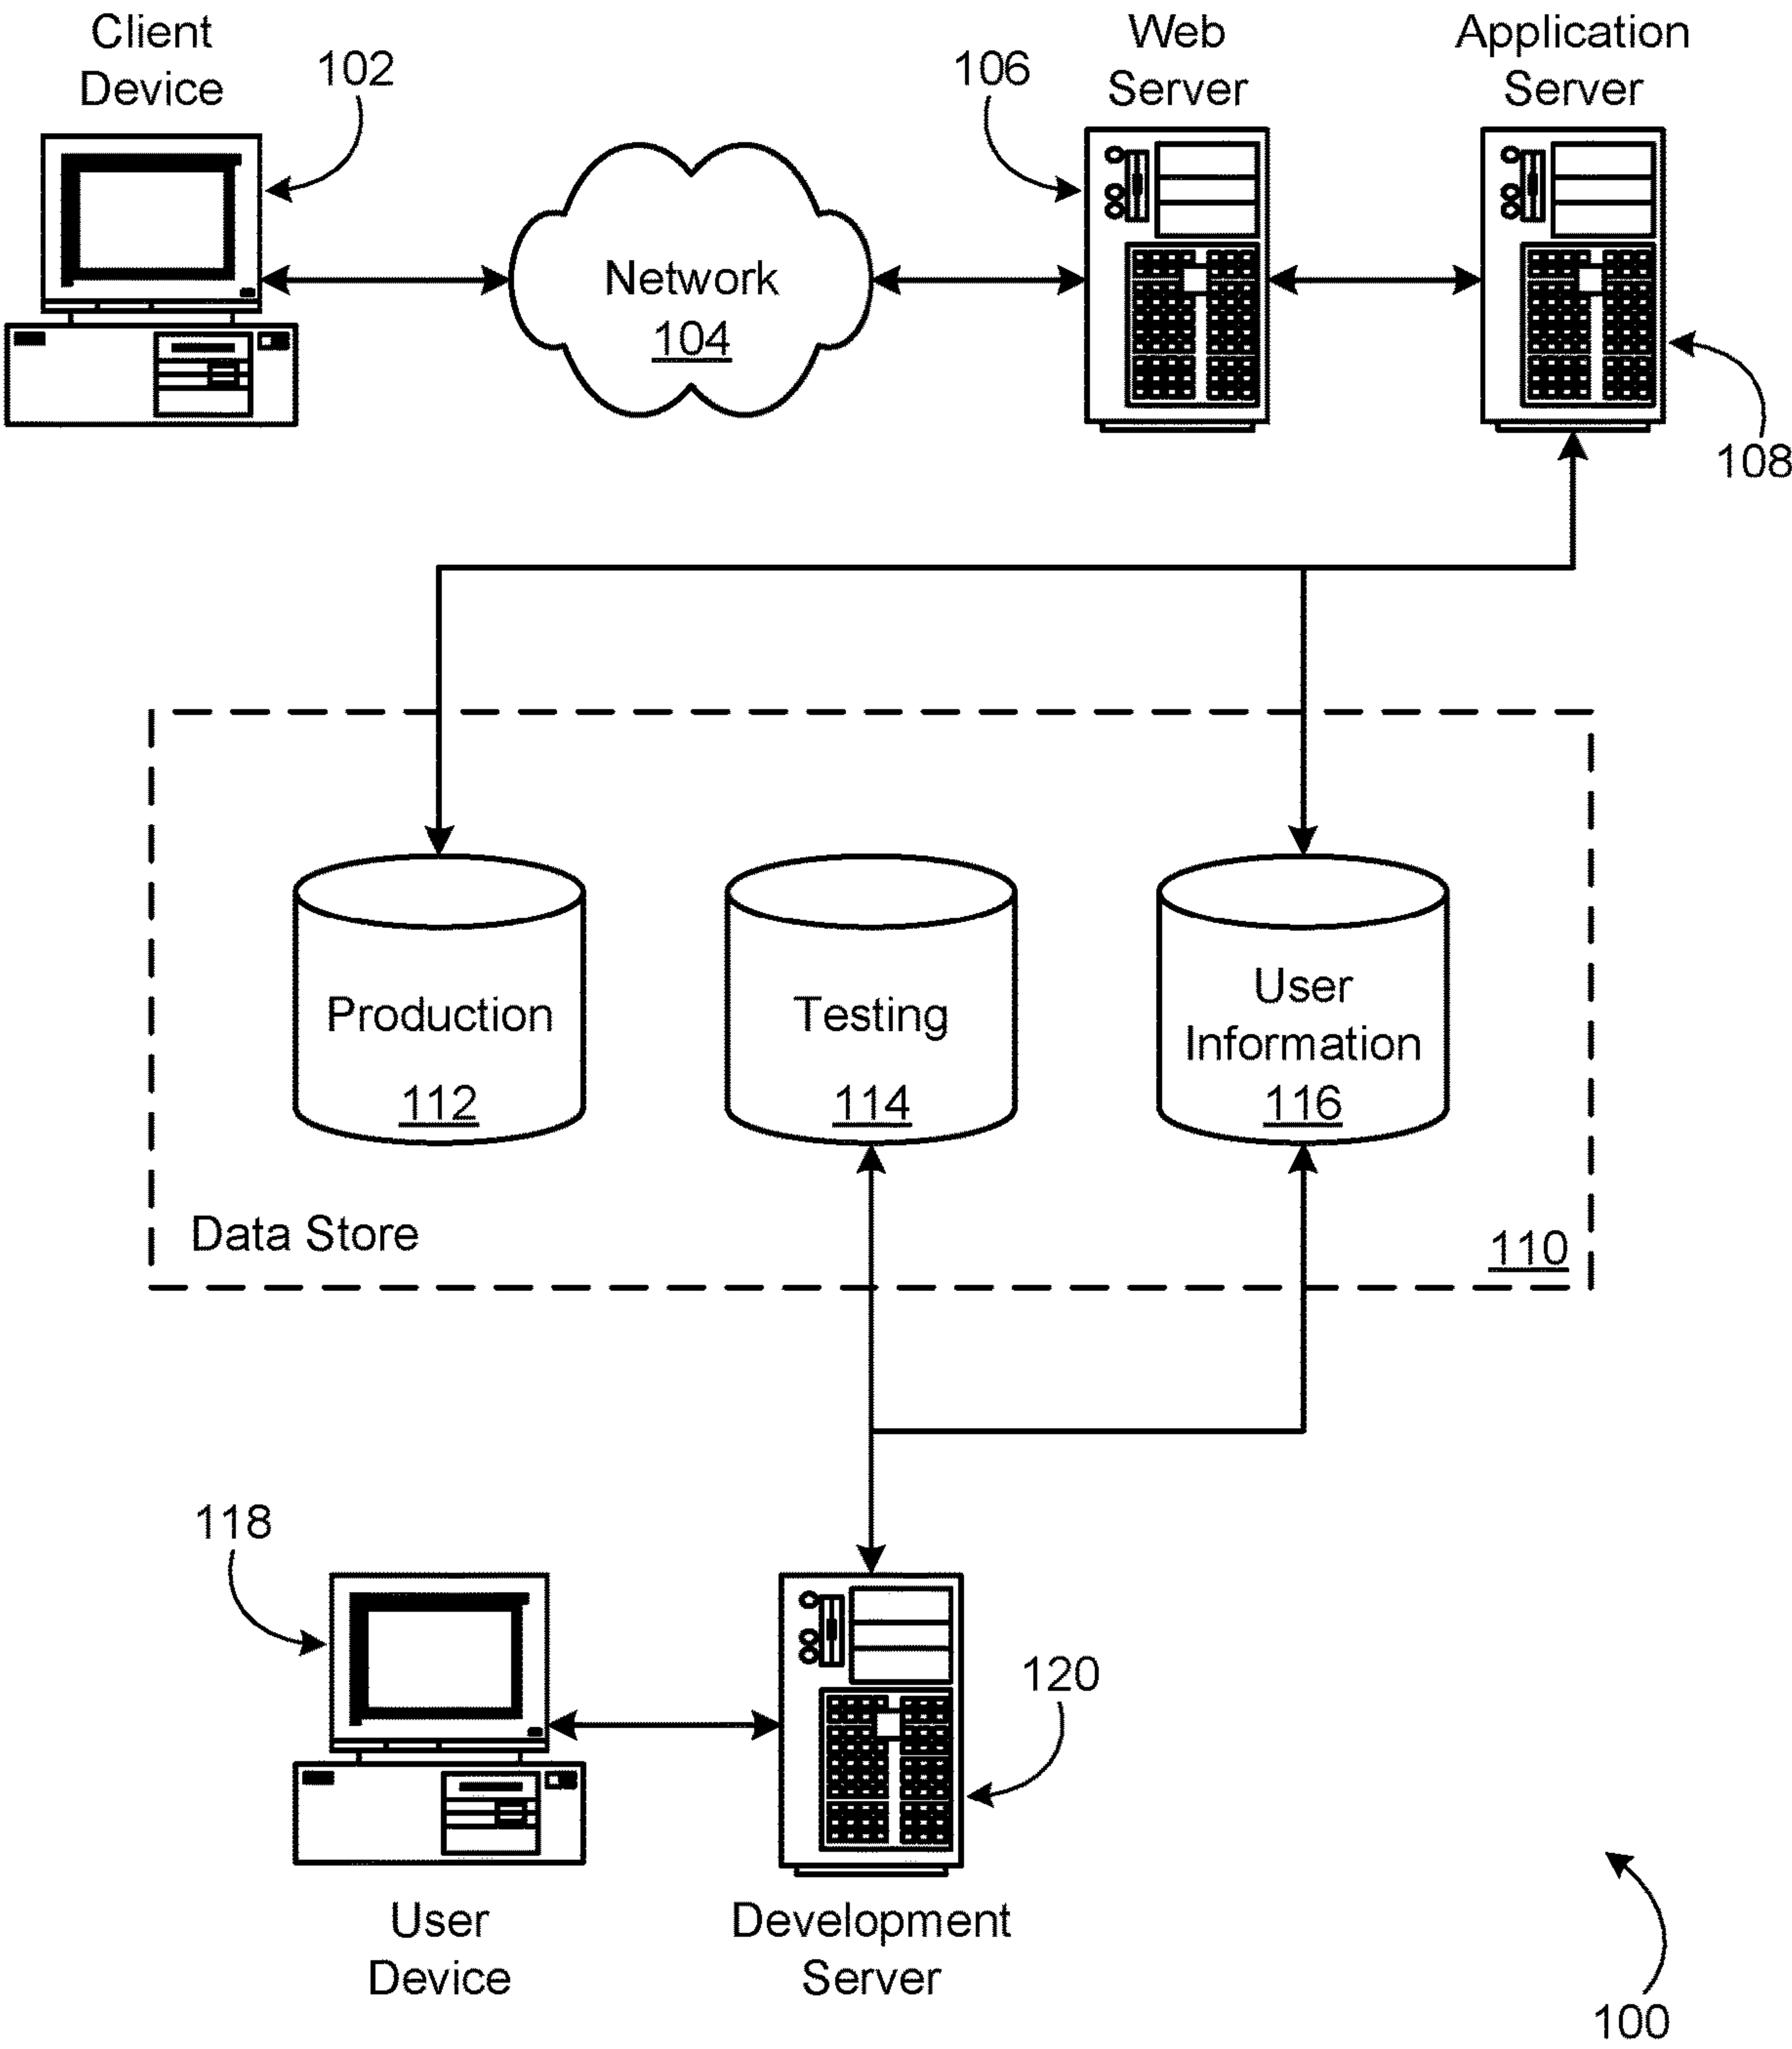 Client
Device
102
Web
Server
106
Application
Server
Network
104
108
Production
112
Testing
114
User
Information
116
Data Store
110
118
120
User
Device
Development
Server
100